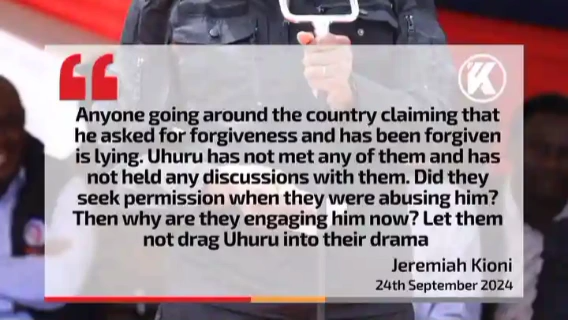 Anyone going around the country claiming that
he asked for forgiveness and has been forgiven
is lying. Uhuru has not met any of them and has
not held any discussions with them. Did they
seek permission when they were abusing him?
Then why are they engaging him now? Let them
not drag Uhuru into their drama
Jeremiah Kioni
24th September 2024
K